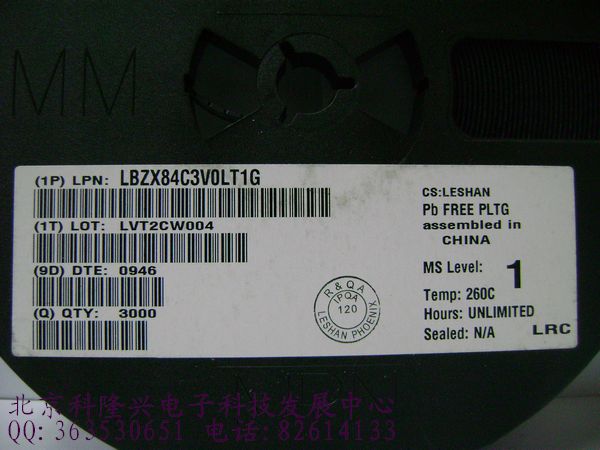 MM
(1P) LPN: LBZX84C3V0LT1G
(1T) LOT: LVT2CW004
(9D) DTE: 0946
(Q) QTY: 3000
R & QA
IPQA
120
LESHAN PHOENIX
CS:LESHAN
Pb FREE PLTG
assembled in
CHINA
MS Level: 1
Temp: 260C
Hours: UNLIMITED
Sealed: N/A
LRC
北京科隆兴电子科技发展中心
QQ: 363530651 电话: 82614133